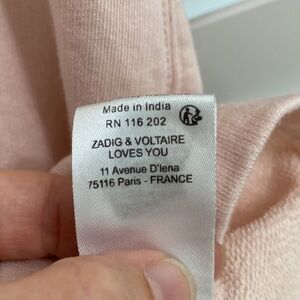 Made in India
RN 116 202
ZADIG & VOLTAIRE
LOVES YOU
11 Avenue D'Iena
75116 Paris - FRANCE